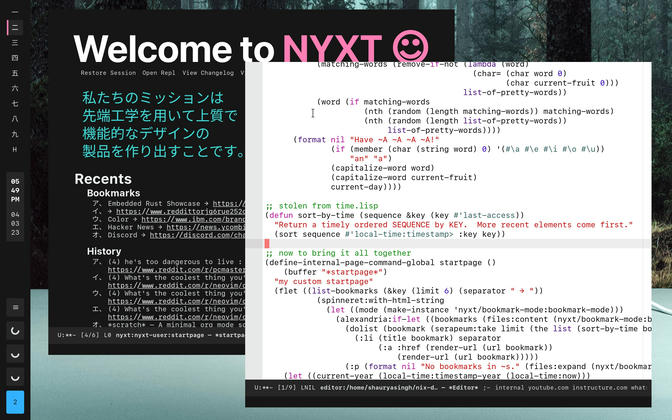 一
二
三
四
五
六
七
八
九
H
05
49
PM
04
03
23
2
Welcome to NYXT ☺
Restore Session Open Repl View Changelog
私たちのミッションは
先端工学を用いて上質で
機能的なデザインの
製品を作り出すことです。
Recents
Bookmarks
ア、 Embedded Rust Showcase → https:/
イ、 → https://www.redditorjqorue252q
ウ、 Color → https://www.
エ、 Hacker News → https://news.ycombin
オ、 Discord → https://discord.com/cha
History
ア、 (4) he's too dangerous to live :
https://www.reddit.com/r/pcmaster
イ、 (4) What's the coolest thing you'
https://www.reddit.com/r/neovim/c
ウ、 (4) What's the coolest thing you'
https://www.reddit.com/r/neovim/c
エ、 (4) What's the coolest thing you'
https://www.reddit.com/r/neovim/c
オ、 *scratch* — A minimal org mode s
U:**- [4/6] L0 nyxt:nyxt-user:startpage — *startpag
(matching-words (remove-if-not (lambda (word)
(char= (char word 0)
(char current-fruit 0)))
list-of-pretty-words))
(word (if matching-words
(nth (random (length matching-words)) matching-words)
(nth (random (length list-of-pretty-words))
list-of-pretty-words))))
(format nil "Have ~A ~A ~A ~A!"
(if (member (char (string word) 0) '(#\a #\e #\i #\o #\u))
"an" "a")
(capitalize-word word)
(capitalize-word current-fruit)
current-day))))
;; stolen from time.lisp
(defun sort-by-time (sequence &key (key #'last-access))
"Return a timely ordered SEQUENCE by KEY. More recent elements come first."
(sort sequence #'local-time:timestamp> :key key))
;; now to bring it all together
(define-internal-page-command-global startpage ()
(buffer "*startpage*")
"my custom startpage"
(flet ((list-bookmarks (&key (limit 6) (separator " → "))
(spinneret:with-html-string
(let ((mode (make-instance 'nyxt/bookmark-mode:bookmark-mode)
(alexandria:if-let ((bookmarks (files:content (nyxt/bookmark-mode:b
(dolist (bookmark (serapeum:take limit (the list (sort-by-time bo
(:li (title bookmark) separator
(:a :href (render-url (url bookmark))
(render-url (url bookmark)))))
(:p (format nil "No bookmarks in ~s." (files:expand (nyxt/bookmar
(let ((current-year (local-time:timestamp-year (local-time:now)))
U:**- [1/9] LNIL editor:/home/shauryasingh/nix-d… — *Editor* ;- internal youtube.com instructure.com what